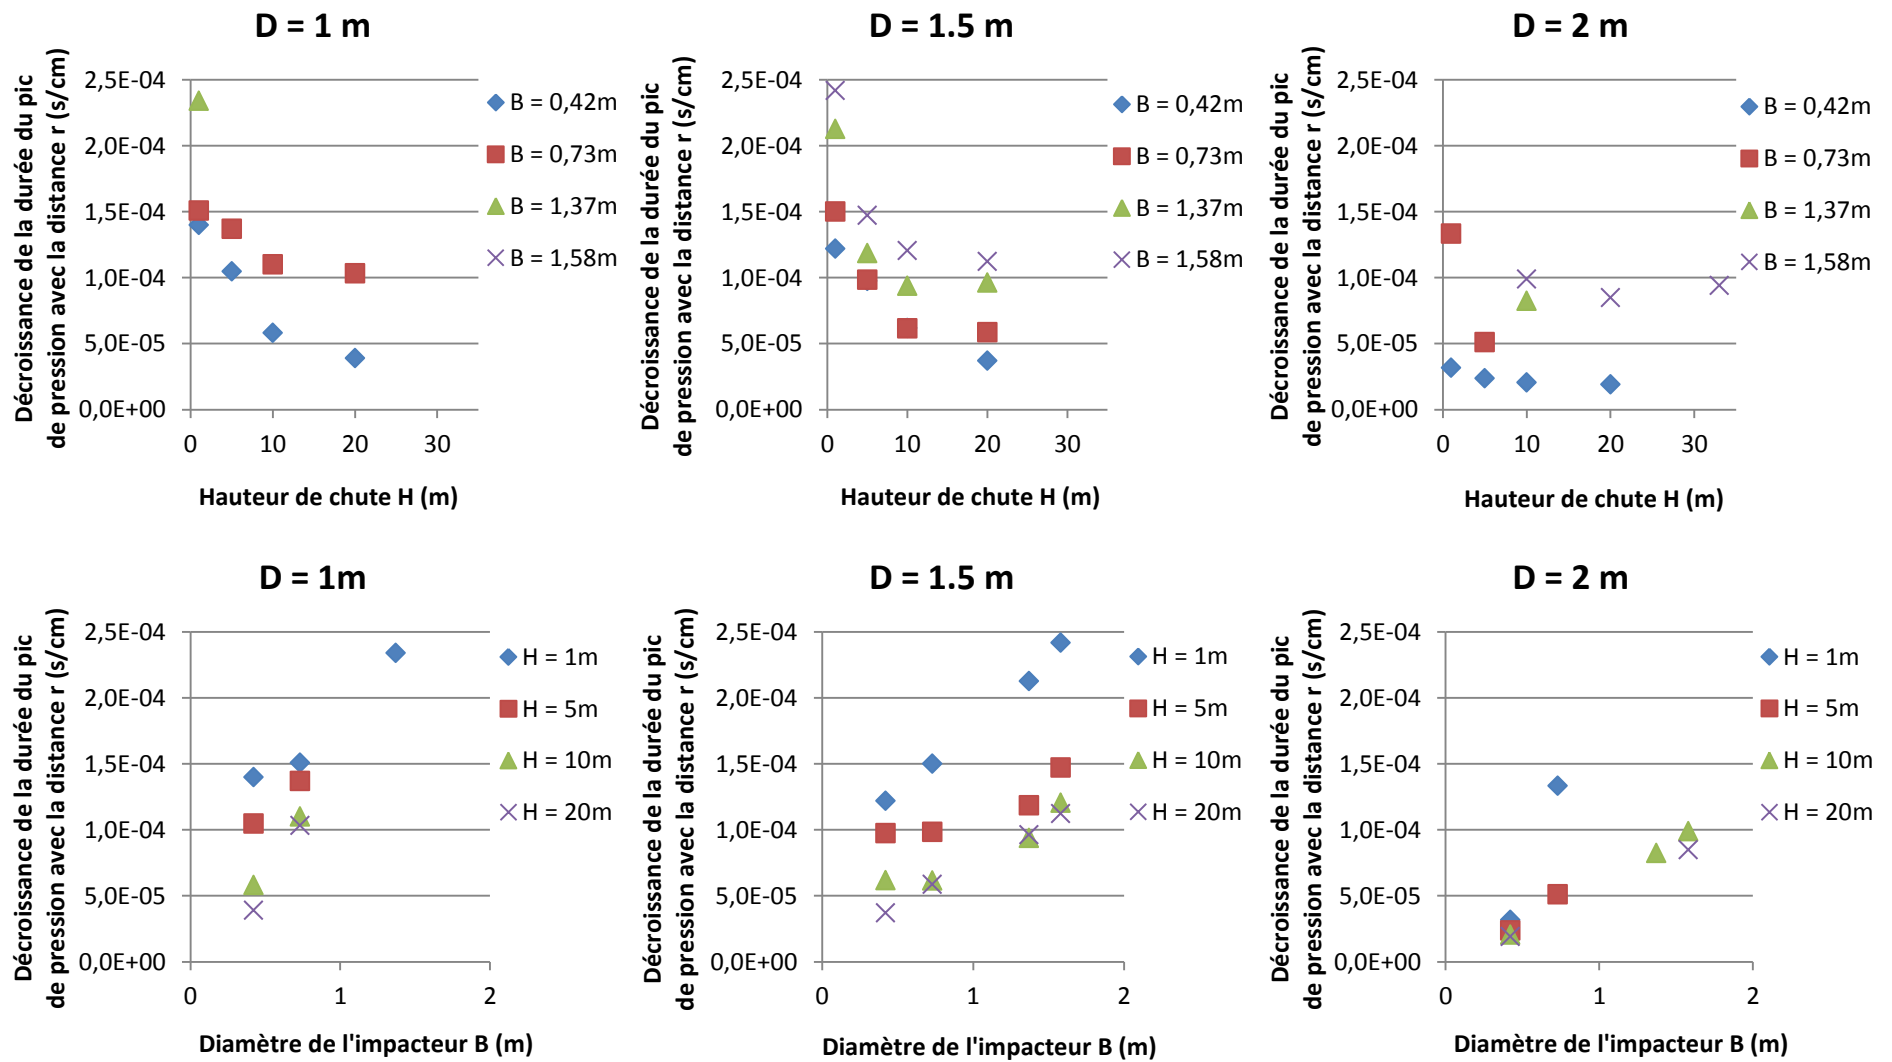 D = 1 m
Décroissance de la durée du pic
de pression avec la distance r (s/cm)
2,5E-04
2,0E-04
1,5E-04
1,0E-04
5,0E-05
0,0E+00
0 10 20 30
Hauteur de chute H (m)
B = 0,42m
B = 0,73m
B = 1,37m
B = 1,58m
D = 1.5 m
Décroissance de la durée du pic
de pression avec la distance r (s/cm)
2,5E-04
2,0E-04
1,5E-04
1,0E-04
5,0E-05
0,0E+00
0 10 20 30
Hauteur de chute H (m)
B = 0,42m
B = 0,73m
B = 1,37m
B = 1,58m
D = 2 m
Décroissance de la durée du pic
de pression avec la distance r (s/cm)
2,5E-04
2,0E-04
1,5E-04
1,0E-04
5,0E-05
0,0E+00
0 10 20 30
Hauteur de chute H (m)
B = 0,42m
B = 0,73m
B = 1,37m
B = 1,58m
D = 1m
Décroissance de la durée du pic
de pression avec la distance r (s/cm)
2,5E-04
2,0E-04
1,5E-04
1,0E-04
5,0E-05
0,0E+00
0 1 2
Diamètre de l'impacteur B (m)
H = 1m
H = 5m
H = 10m
H = 20m
D = 1.5 m
Décroissance de la durée du pic
de pression avec la distance r (s/cm)
2,5E-04
2,0E-04
1,5E-04
1,0E-04
5,0E-05
0,0E+00
0 1 2
Diamètre de l'impacteur B (m)
H = 1m
H = 5m
H = 10m
H = 20m
D = 2 m
Décroissance de la durée du pic
de pression avec la distance r (s/cm)
2,5E-04
2,0E-04
1,5E-04
1,0E-04
5,0E-05
0,0E+00
0 1 2
Diamètre de l'impacteur B (m)
H = 1m
H = 5m
H = 10m
H = 20m